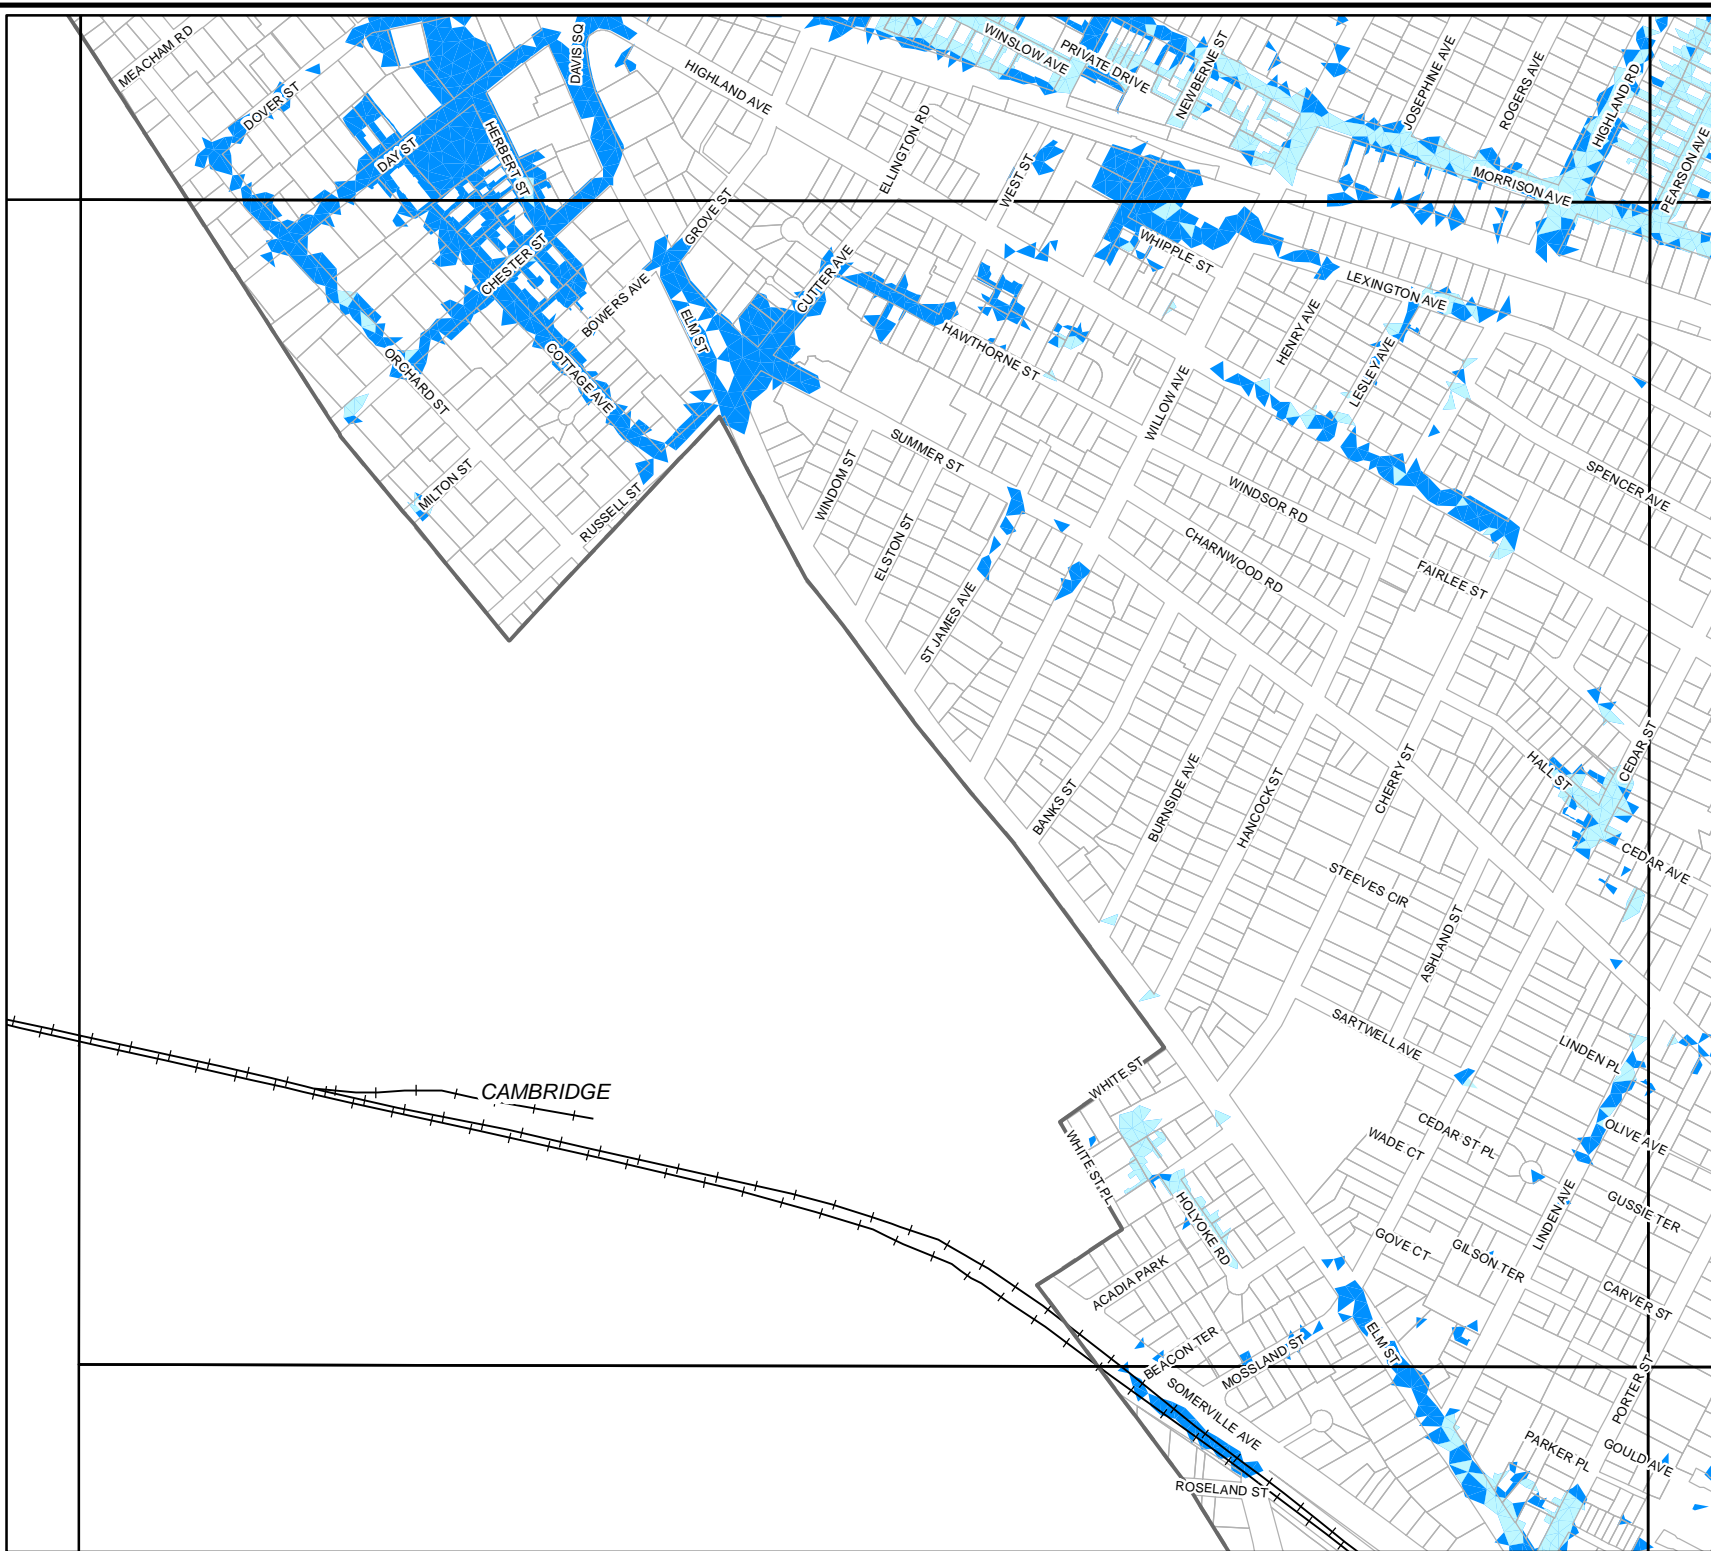 MEACHAM RD
DAVIS SQ
HIGHLAND AVE
WINSLOW AVE
PRIVATE DRIVE
NEWBERNE ST
JOSEPHINE AVE
ROGERS AVE
HIGHLAND RD
PEARSON AVE
DOVER ST
DAY ST
HERBERT ST
ELLINGTON RD
WEST ST
MORRISON AVE
GROVE ST
CHESTER ST
BOWERS AVE
CUTTER AVE
WHIPPLE ST
LEXINGTON AVE
ELM ST
HAWTHORNE ST
HENRY AVE
LESLEY AVE
ORCHARD ST
COTTAGE AVE
WILLOW AVE
SUMMER ST
SPENCER AVE
MILTON ST
RUSSELL ST
WINDOM ST
ELSTON ST
WINDSOR RD
CHARNWOOD RD
FAIRLEE ST
ST JAMES AVE
BANKS ST
BURNSIDE AVE
HANCOCK ST
CHERRY ST
HALL ST
CEDAR ST
CEDAR AVE
STEEVES CIR
ASHLAND ST
SARTWELL AVE
LINDEN PL
CAMBRIDGE
WHITE ST
WHITE ST PL
CEDAR ST PL
WADE CT
OLIVE AVE
HOLYOKE RD
LINDEN AVE
GUSSIE TER
GOVE CT
GILSON TER
ACADIA PARK
CARVER ST
BEACON TER
MOSSLAND ST
ELM ST
SOMERVILLE AVE
PORTER ST
PARKER PL
GOULD AVE
ROSELAND ST